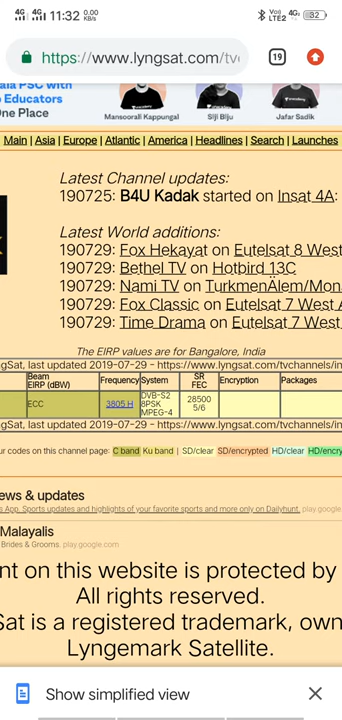 4G 4G 11:32 0.00 KB/s VoLTE2 4G 32
https://www.lyngsat.com/tv 19
ala PSC with
Educators
One Place
Mansoorali Kappungal Siji Biju Jafar Sadik
Main | Asia | Europe | Atlantic | America | Headlines | Search | Launches
Latest Channel updates:
190725: B4U Kadak started on Insat 4A:
Latest World additions:
190729: Fox Hekayat on Eutelsat 8 West
190729: Bethel TV on Hotbird 13C
190729: Nami TV on TurkmenÄlem/Mon
190729: Fox Classic on Eutelsat 7 West A
190729: Time Drama on Eutelsat 7 West
The EIRP values are for Bangalore, India
ngSat, last updated 2019-07-29 - https://www.lyngsat.com/tvchannels/in
Beam EIRP (dBW) Frequency System SR FEC Encryption Packages
ECC 3805 H DVB-S2 8PSK MPEG-4 28500 5/6
ngSat, last updated 2019-07-29 - https://www.lyngsat.com/tvchannels/in
ur codes on this channel page: C band Ku band | SD/clear SD/encrypted HD/clear HD/encry
ews & updates
s App. Sports updates and highlights of your favorite sports and more only on Dailyhunt. play.google
Malayalis
Brides & Grooms. play.google.com
nt on this website is protected by
All rights reserved.
Sat is a registered trademark, own
Lyngemark Satellite.
Show simplified view